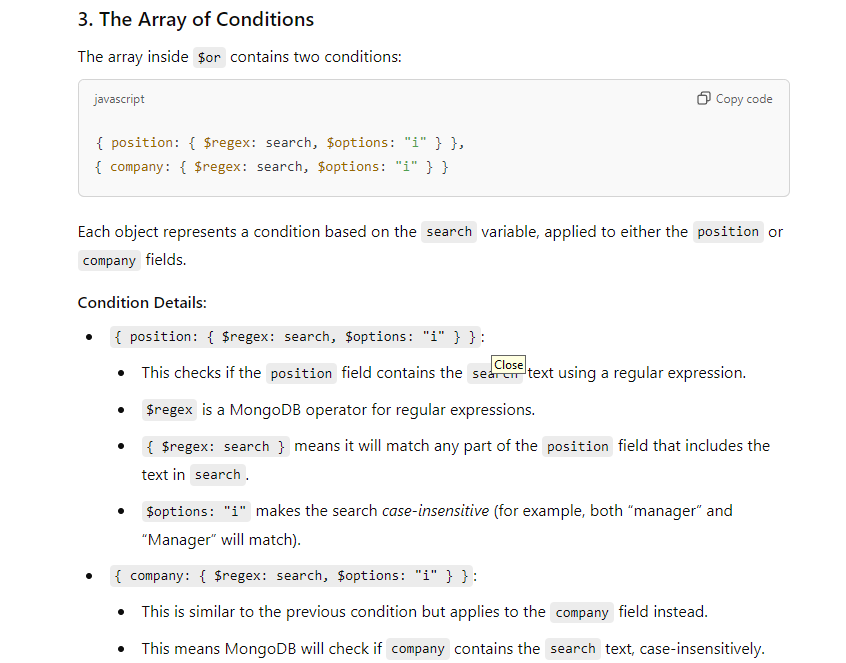 3. The Array of Conditions
The array inside $or contains two conditions:
javascript
Copy code
{ position: { $regex: search, $options: "i" } },
{ company: { $regex: search, $options: "i" } }
Each object represents a condition based on the search variable, applied to either the position or
company fields.
Condition Details:
{ position: { $regex: search, $options: "i" } }:
Close
This checks if the position field contains the search text using a regular expression.
$regex is a MongoDB operator for regular expressions.
{ $regex: search } means it will match any part of the position field that includes the
text in search.
$options: "i" makes the search case-insensitive (for example, both “manager” and
“Manager” will match).
{ company: { $regex: search, $options: "i" } }:
This is similar to the previous condition but applies to the company field instead.
This means MongoDB will check if company contains the search text, case-insensitively.